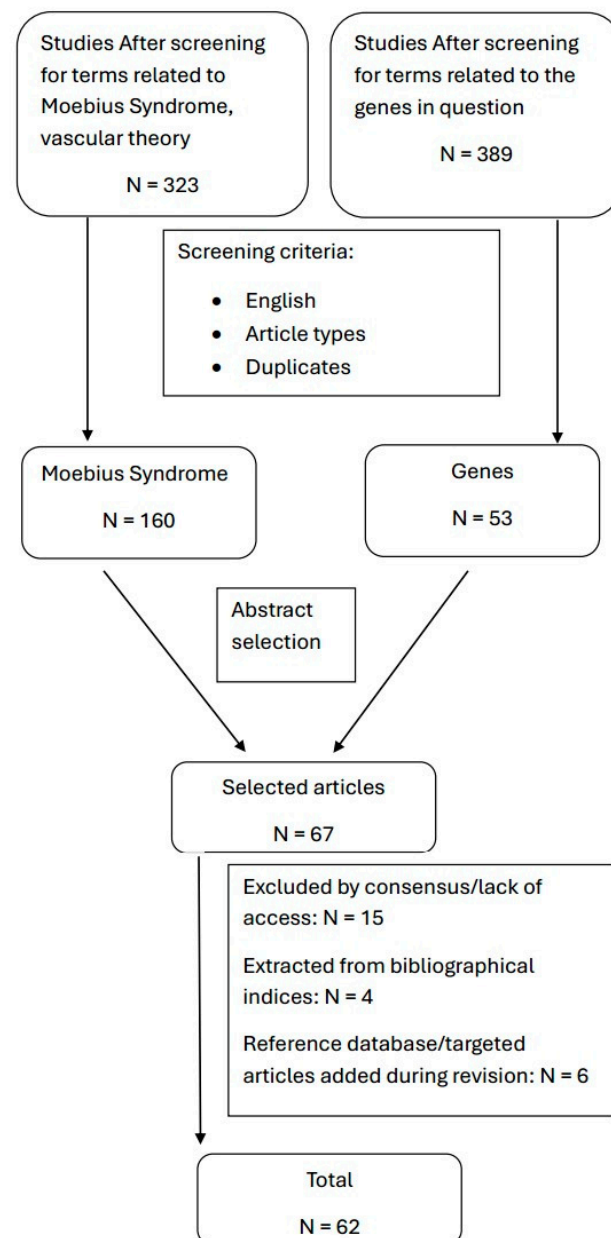 Studies After screening
for terms related to
Moebius Syndrome,
vascular theory
N = 323
Studies After screening
for terms related to the
genes in question
N = 389
Screening criteria:
• English
• Article types
• Duplicates
Moebius Syndrome
N = 160
Genes
N = 53
Abstract
selection
Selected articles
N = 67
Excluded by consensus/lack of
access: N = 15
Extracted from bibliographical
indices: N = 4
Reference database/targeted
articles added during revision: N = 6
Total
N = 62